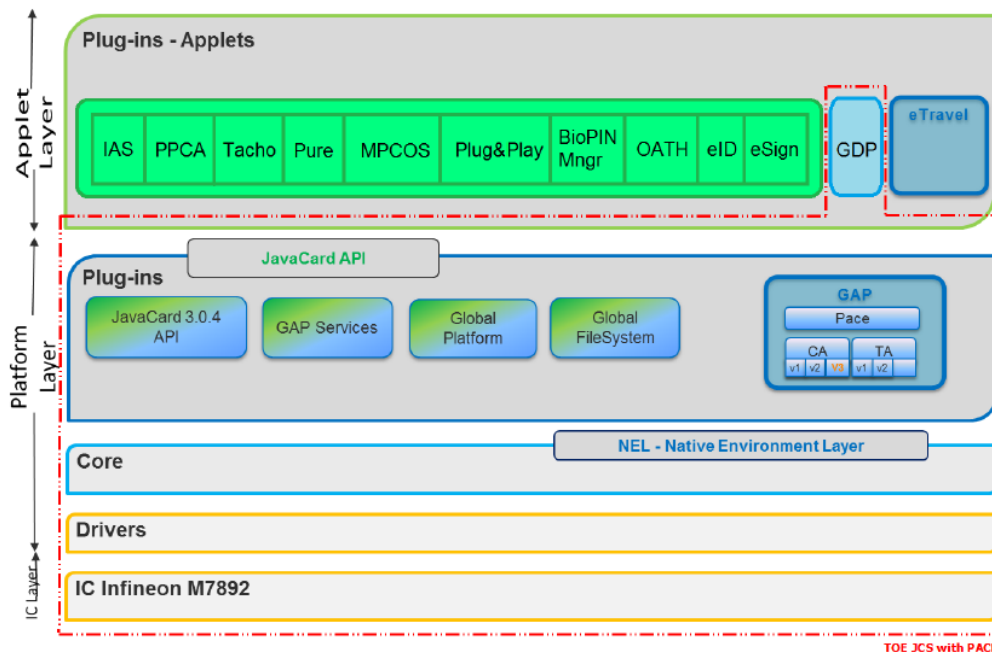 Applet
Layer
Plug-ins - Applets
IAS
PPCA
Tacho
Pure
MPCOS
Plug&Play
BioPIN
Mngr
OATH
eID
eSign
GDP
eTravel
Platform
Layer
JavaCard API
Plug-ins
JavaCard 3.0.4
API
GAP Services
Global
Platform
Global
FileSystem
GAP
Pace
CA
TA
v1
v2
V3
v1
v2
NEL - Native Environment Layer
Core
Drivers
IC Layer
IC Infineon M7892
TOE JCS with PACE